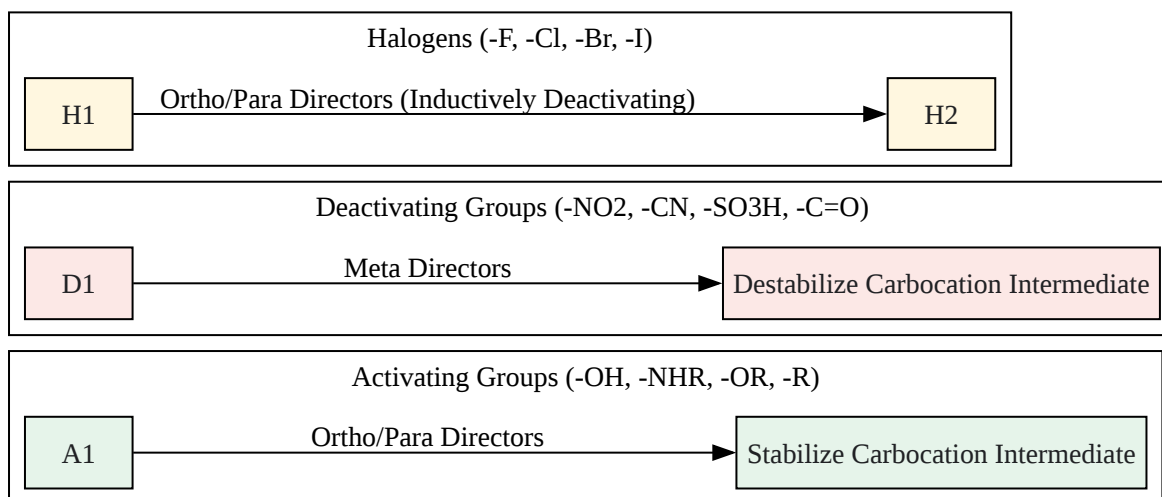 Halogens (-F, -Cl, -Br, -I)
H1
Ortho/Para Directors (Inductively Deactivating)
H2
Deactivating Groups (-NO2, -CN, -SO3H, -C=O)
D1
Meta Directors
Destabilize Carbocation Intermediate
Activating Groups (-OH, -NHR, -OR, -R)
A1
Ortho/Para Directors
Stabilize Carbocation Intermediate